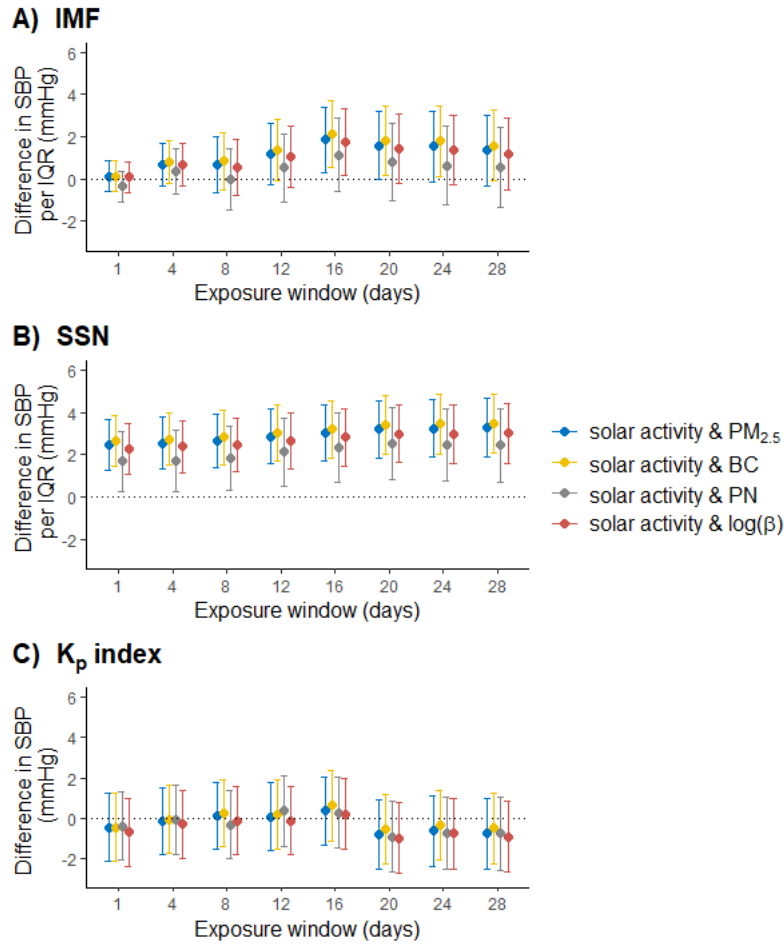 A) IMF
Difference in SBP
per IQR (mmHg)
6
4
2
0
-2
1 4 8 12 16 20 24 28
Exposure window (days)
B) SSN
Difference in SBP
per IQR (mmHg)
6
4
2
0
-2
1 4 8 12 16 20 24 28
Exposure window (days)
solar activity & PM2.5
solar activity & BC
solar activity & PN
solar activity & log(β)
C) Kp index
Difference in SBP
(mmHg)
6
4
2
0
-2
1 4 8 12 16 20 24 28
Exposure window (days)